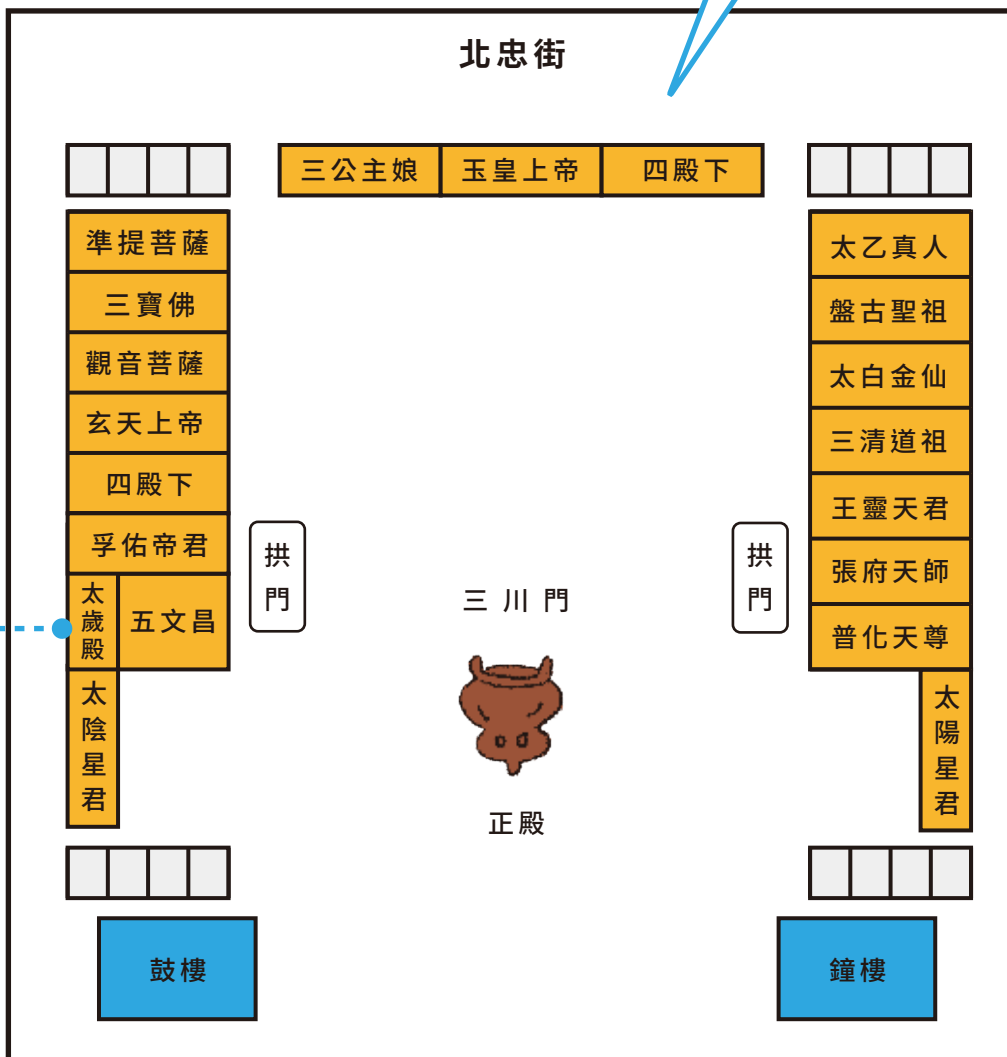 北忠街
三公主娘
玉皇上帝
四殿下
準提菩薩
三寶佛
觀音菩薩
玄天上帝
四殿下
孚佑帝君
太歲殿
五文昌
太陰星君
拱門
三川門
正殿
拱門
太乙真人
盤古聖祖
太白金仙
三清道祖
王靈天君
張府天師
普化天尊
太陽星君
鼓樓
鐘樓